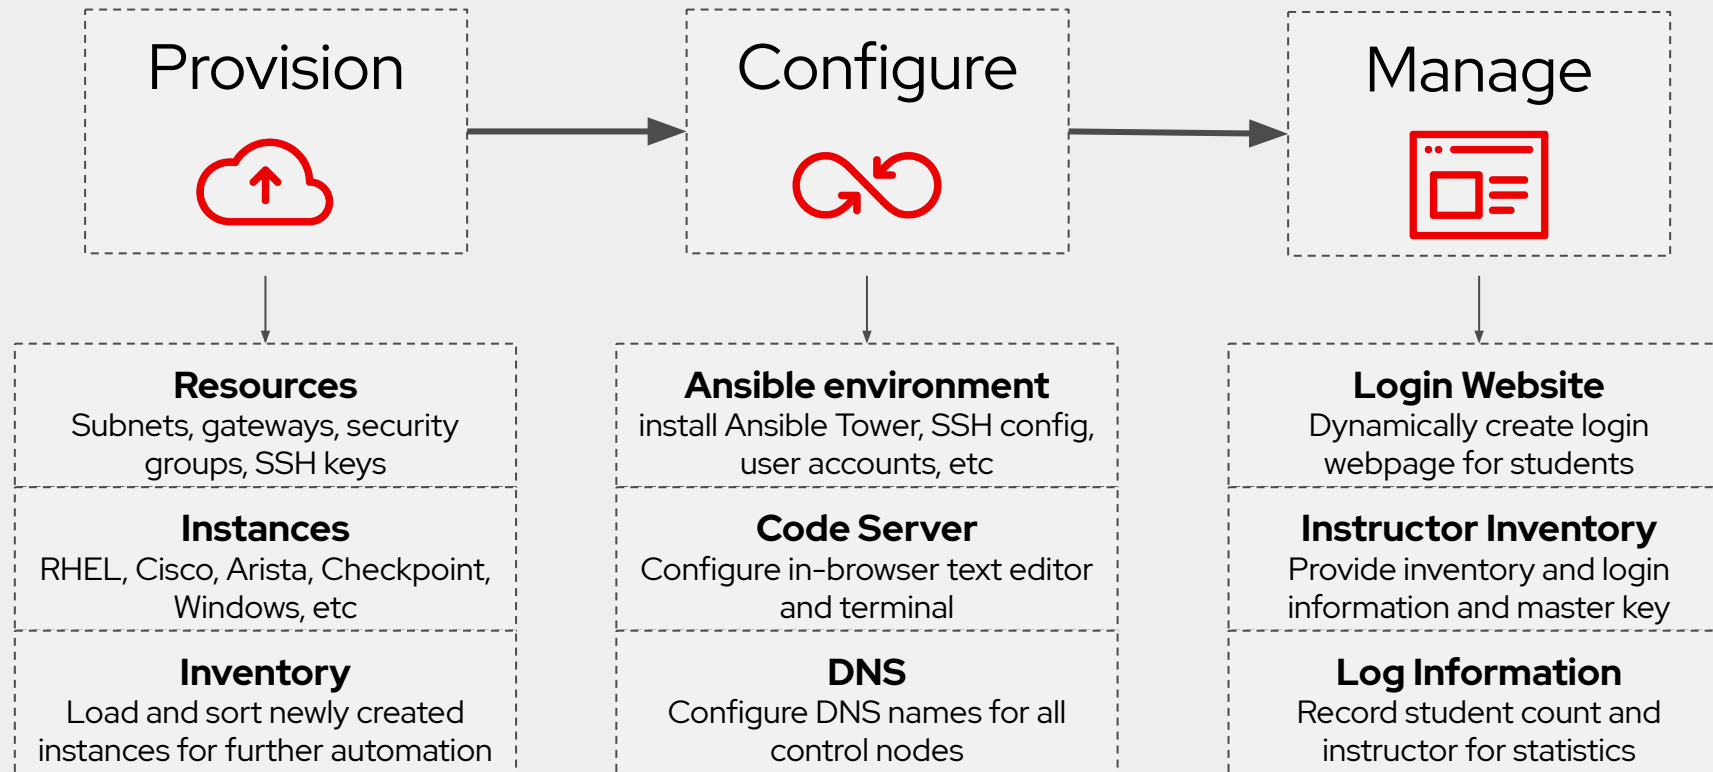 Provision
Configure
Manage
Resources
Subnets, gateways, security
groups, SSH keys
Instances
RHEL, Cisco, Arista, Checkpoint,
Windows, etc
Inventory
Load and sort newly created
instances for further automation
Ansible environment
install Ansible Tower, SSH config,
user accounts, etc
Code Server
Configure in-browser text editor
and terminal
DNS
Configure DNS names for all
control nodes
Login Website
Dynamically create login
webpage for students
Instructor Inventory
Provide inventory and login
information and master key
Log Information
Record student count and
instructor for statistics